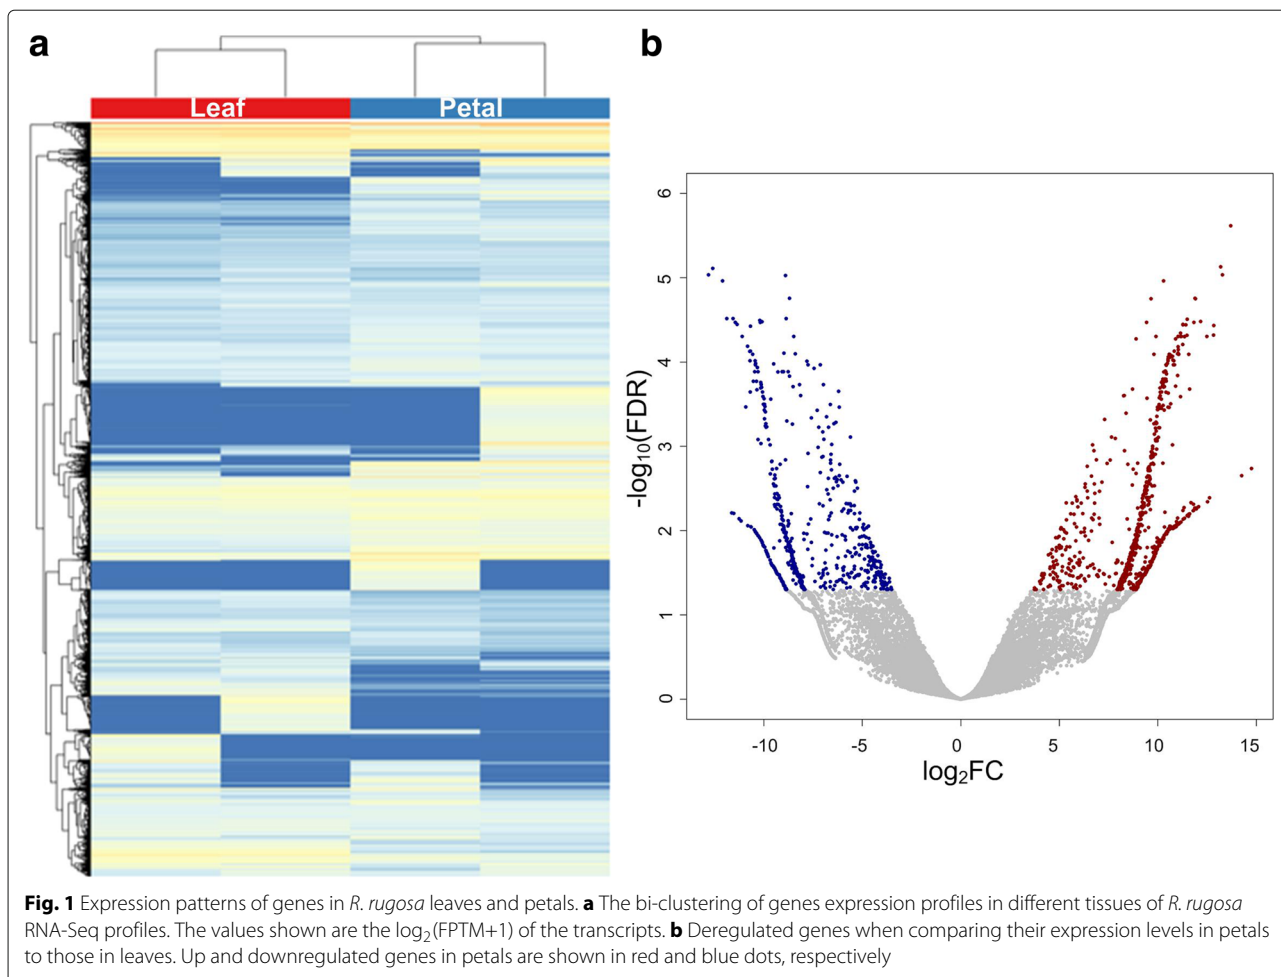 a
Leaf
Petal
b
6
5
4
3
2
1
0
-log10(FDR)
-10
-5
0
5
10
15
log2FC
Fig. 1 Expression patterns of genes in R. rugosa leaves and petals. a The bi-clustering of genes expression profiles in different tissues of R. rugosa
RNA-Seq profiles. The values shown are the log2(FPTM+1) of the transcripts. b Deregulated genes when comparing their expression levels in petals
to those in leaves. Up and downregulated genes in petals are shown in red and blue dots, respectively